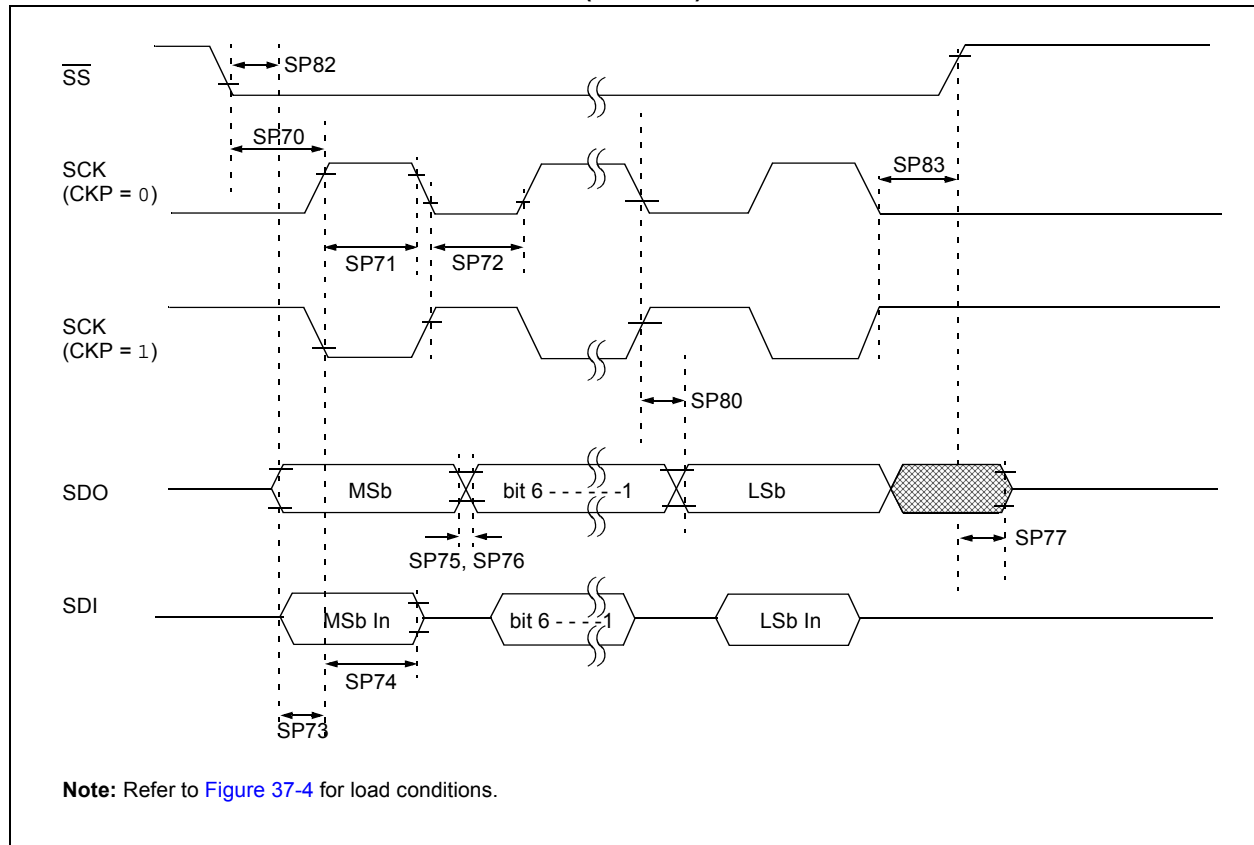 SS
SP82
SP70
SCK
(CKP = 0)
SP83
SP71
SP72
SCK
(CKP = 1)
SP80
SDO
MSb
bit 6 - - - - - -1
LSb
SP75, SP76
SP77
SDI
MSb In
bit 6 - - - -1
LSb In
SP74
SP73
Note: Refer to Figure 37-4 for load conditions.